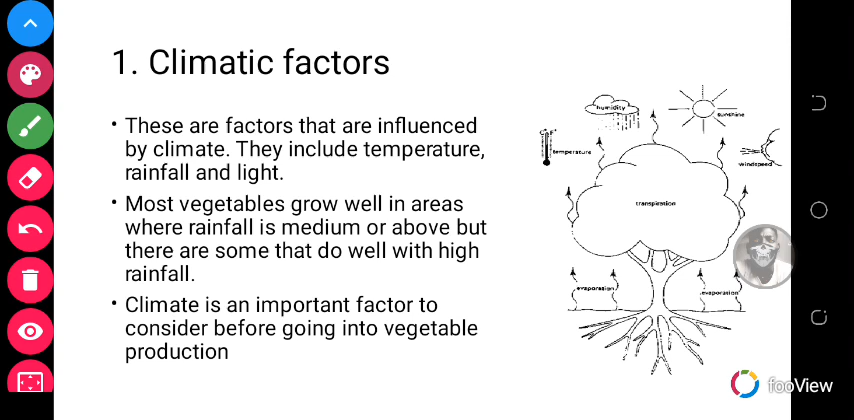 1. Climatic factors
• These are factors that are influenced
by climate. They include temperature,
rainfall and light.
• Most vegetables grow well in areas
where rainfall is medium or above but
there are some that do well with high
rainfall.
• Climate is an important factor to
consider before going into vegetable
production
humidity
sunshine
temperature
windspeed
transpiration
evaporation
evaporation
fooView